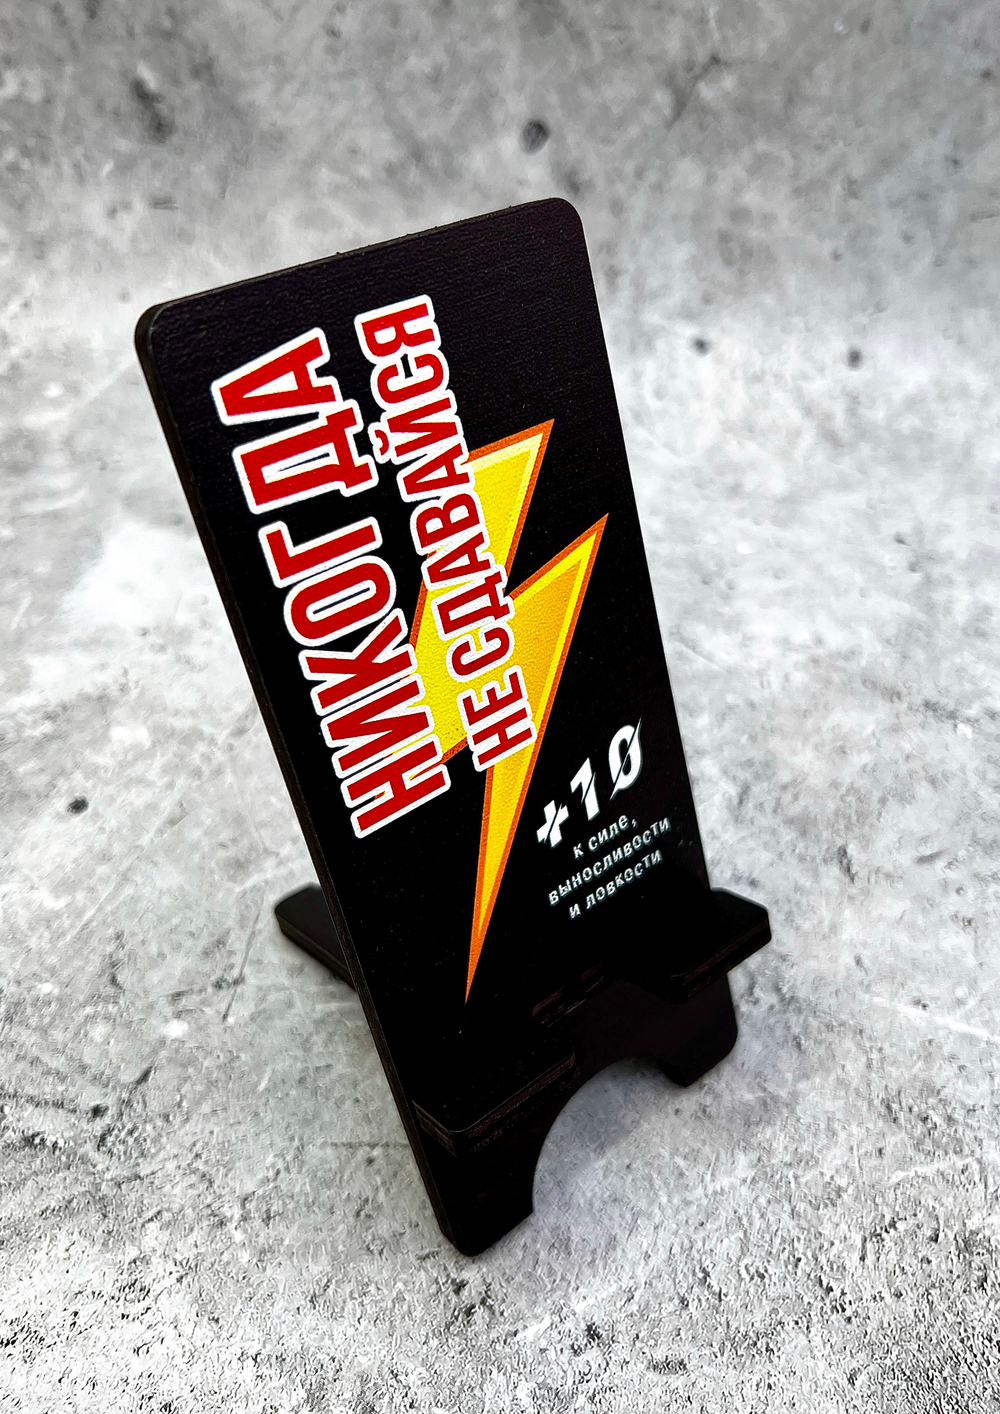 НИКОГДА
НЕ СДАВАЙСЯ
+10
к силе,
выносливости
и ловкости